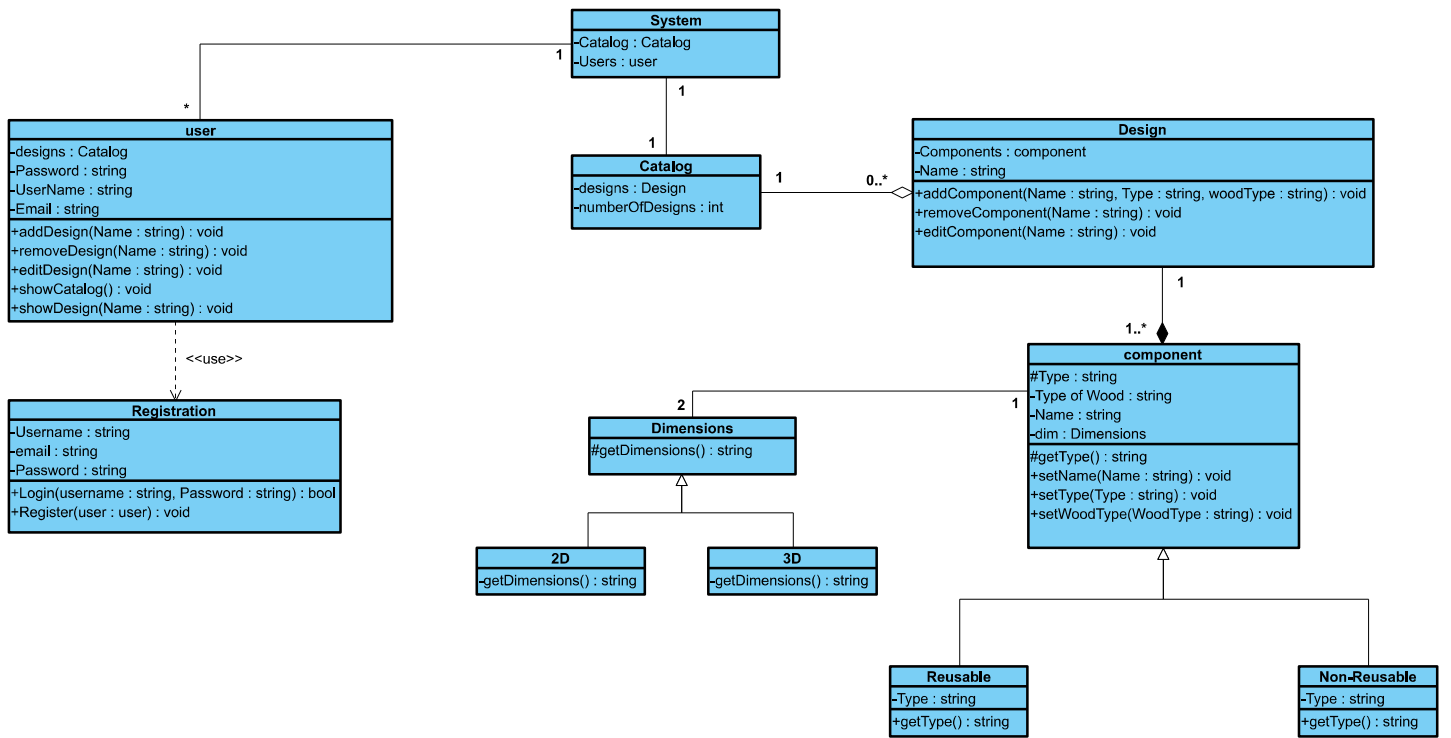 System
-Catalog : Catalog
-Users : user
1
*
1
1
user
-designs : Catalog
-Password : string
-UserName : string
-Email : string
+addDesign(Name : string) : void
+removeDesign(Name : string) : void
+editDesign(Name : string) : void
+showCatalog() : void
+showDesign(Name : string) : void
Catalog
-designs : Design
-numberOfDesigns : int
1
0..*
Design
-Components : component
-Name : string
+addComponent(Name : string, Type : string, woodType : string) : void
+removeComponent(Name : string) : void
+editComponent(Name : string) : void
1
1..*
<<use>>
Registration
-Username : string
-email : string
-Password : string
+Login(username : string, Password : string) : bool
+Register(user : user) : void
component
#Type : string
-Type of Wood : string
-Name : string
-dim : Dimensions
#getType() : string
+setName(Name : string) : void
+setType(Type : string) : void
+setWoodType(WoodType : string) : void
2
1
Dimensions
#getDimensions() : string
2D
-getDimensions() : string
3D
-getDimensions() : string
Reusable
-Type : string
+getType() : string
Non-Reusable
-Type : string
+getType() : string